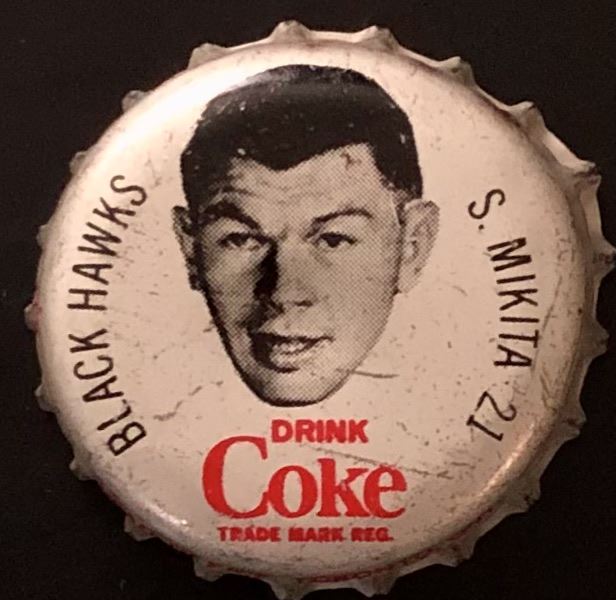 BLACK HAWKS
S. MIKITA 21
DRINK
Coke
TRADE MARK REG.